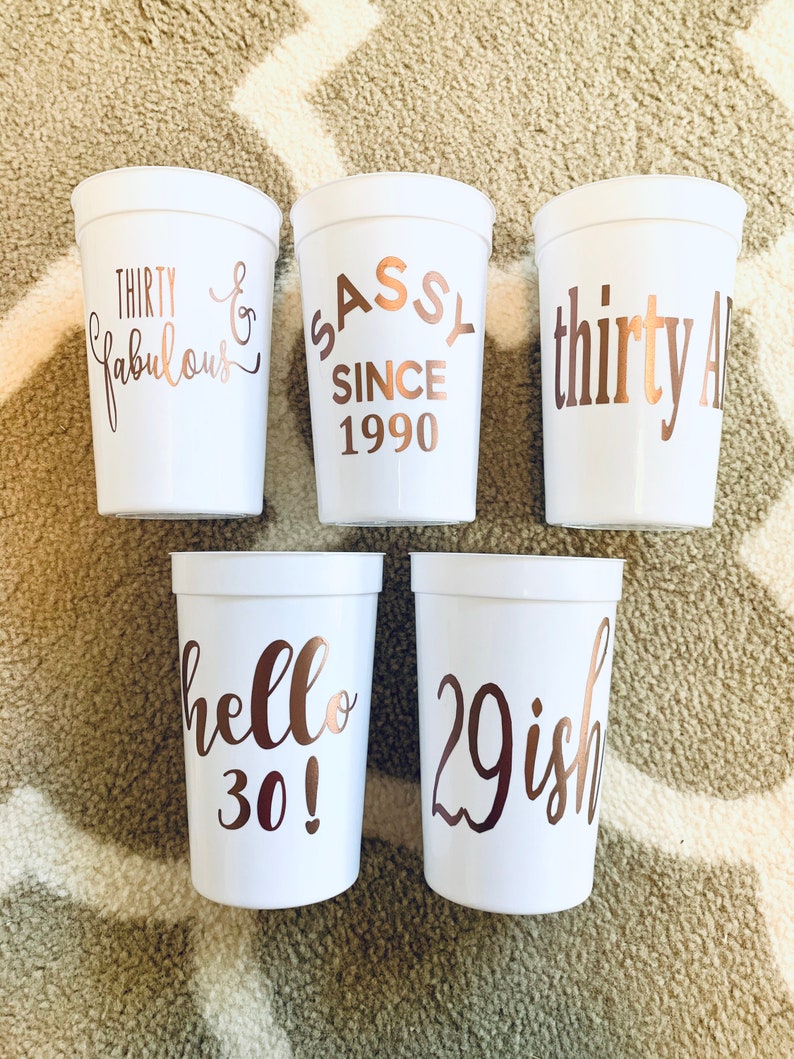 THIRTY &
fabulous
SASSY
SINCE
1990
thirty
hello
30!
29ish